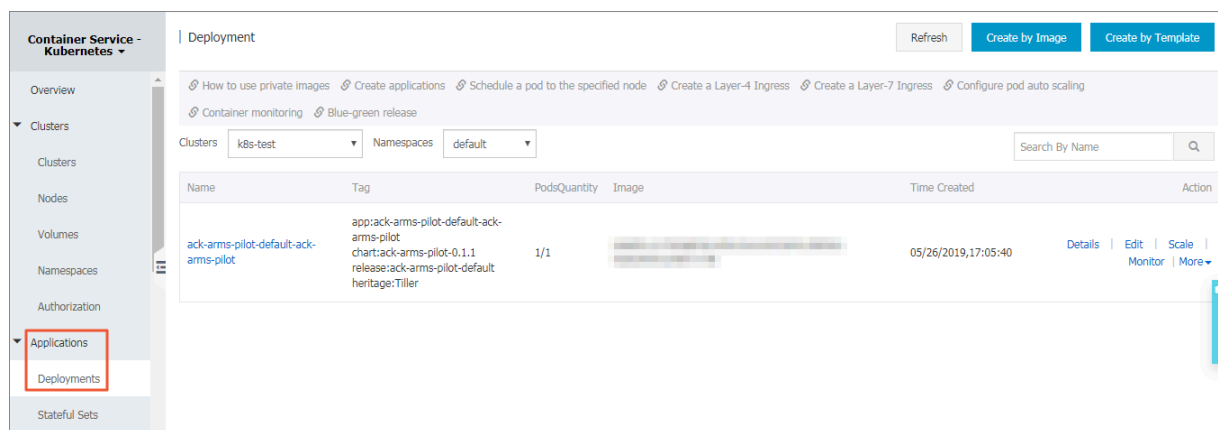 Container Service -
Kubernetes
Overview
Clusters
Clusters
Nodes
Volumes
Namespaces
Authorization
Applications
Deployments
Stateful Sets
Deployment
Refresh
Create by Image
Create by Template
How to use private images Create applications Schedule a pod to the specified node Create a Layer-4 Ingress Create a Layer-7 Ingress Configure pod auto scaling
Container monitoring Blue-green release
Clusters k8s-test Namespaces default Search By Name
Name Tag PodsQuantity Image Time Created Action
ack-arms-pilot-default-ack-
arms-pilot
app:ack-arms-pilot-default-ack-
arms-pilot
chart:ack-arms-pilot-0.1.1
release:ack-arms-pilot-default
heritage:Tiller
1/1
05/26/2019,17:05:40
Details | Edit | Scale |
Monitor | More